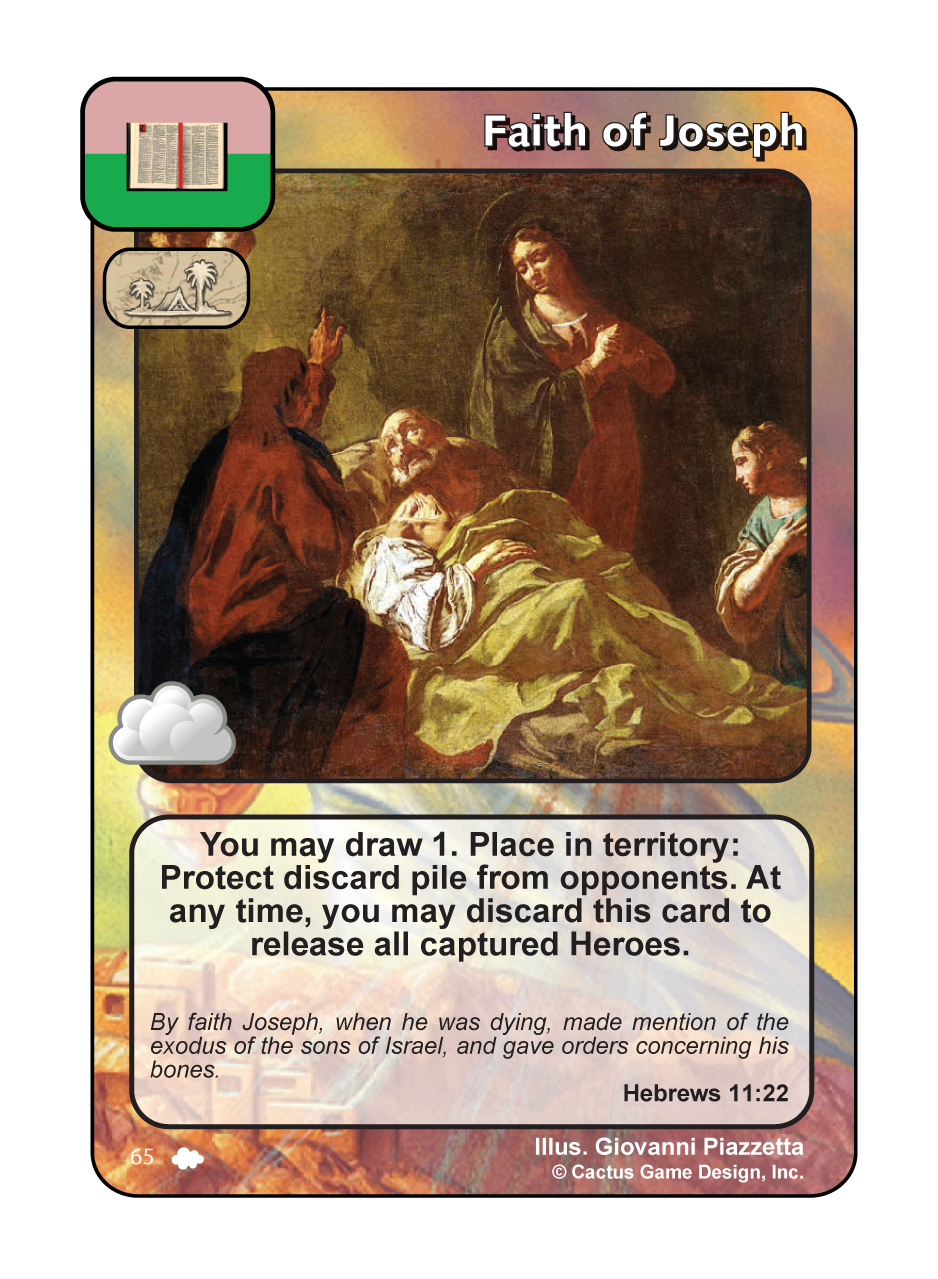 Faith of Joseph
You may draw 1. Place in territory:
Protect discard pile from opponents. At
any time, you may discard this card to
release all captured Heroes.
By faith Joseph, when he was dying, made mention of the
exodus of the sons of Israel, and gave orders concerning his
bones.
Hebrews 11:22
65
Illus. Giovanni Piazzetta
© Cactus Game Design, Inc.